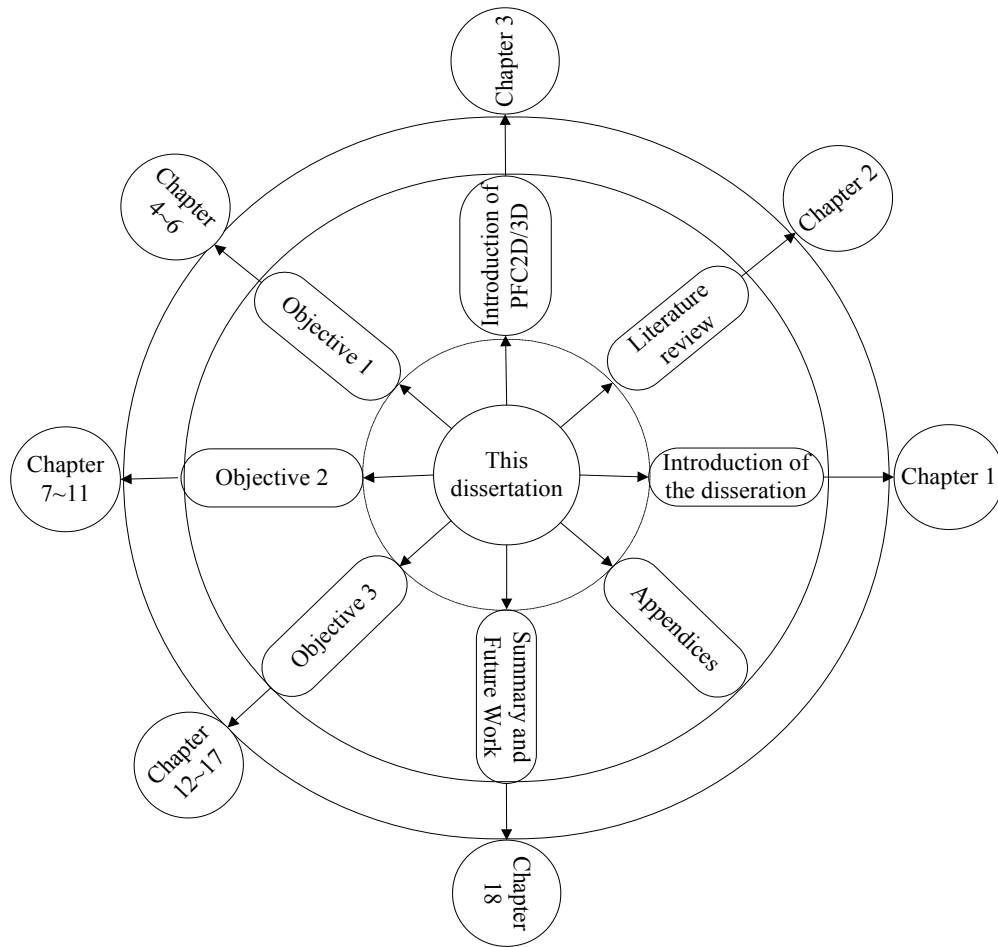 Chapter 3
Chapter
4~6
Chapter 2
Introduction of
PFC2D/3D
Objective 1
Literature
review
Chapter
7~11
Objective 2
This
dissertation
Introduction of
the disseration
Chapter 1
Objective 3
Appendices
Summary and
Future Work
Chapter
12~17
Chapter
18